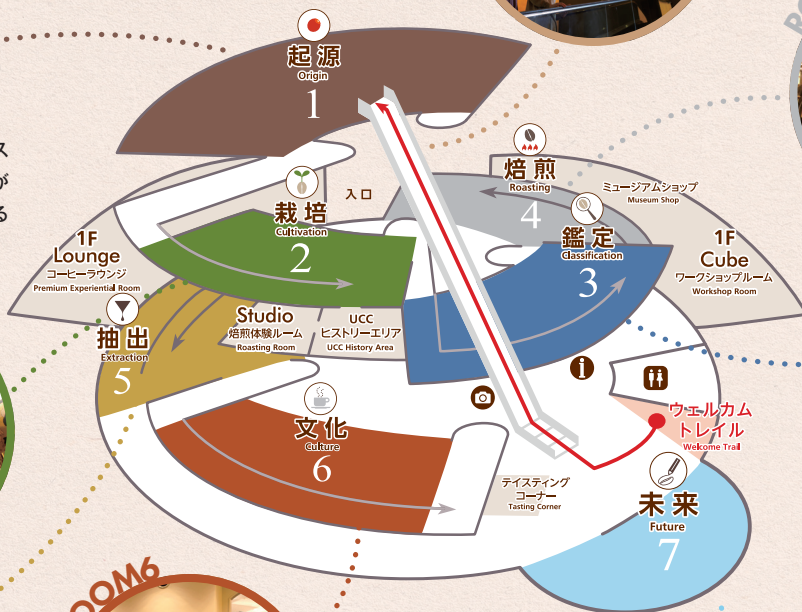 起源
Origin
1
ス
が
る
焙煎
Roasting
4
ミュージアムショップ
Museum Shop
入口
栽培
Cultivation
2
鑑定
Classification
3
1F
Lounge
コーヒーラウンジ
Premium Experiential Room
1F
Cube
ワークショップルーム
Workshop Room
抽出
Extraction
5
Studio
焙煎体験ルーム
Roasting Room
UCC
ヒストリーエリア
UCC History Area
i
文化
Culture
6
ウェルカム
トレイル
Welcome Trail
テイスティング
コーナー
Tasting Corner
未来
Future
7
OOM6